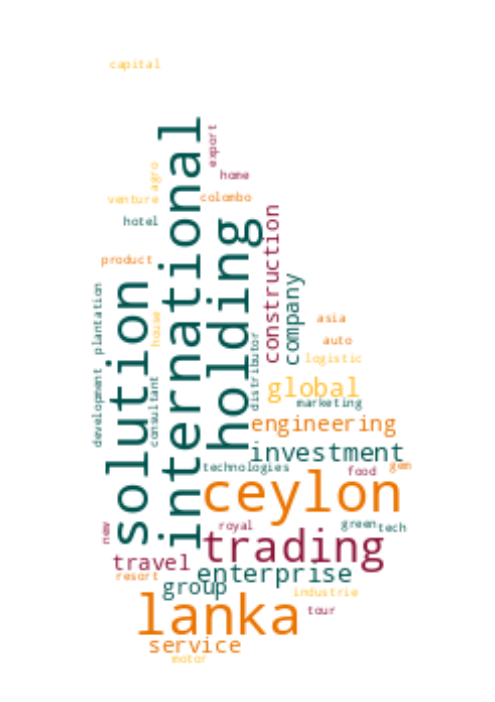 capital
international
export
home
agro
venture
colombo
hotel
holding
construction
product
company
solution
plantation
development
house
asia
auto
distributor
logistic
consultant
global
marketing
engineering
investment
technologies
food
gem
ceylon
new
royal
green
tech
trading
travel
enterprise
resort
group
industrie
lanka
tour
service
motor